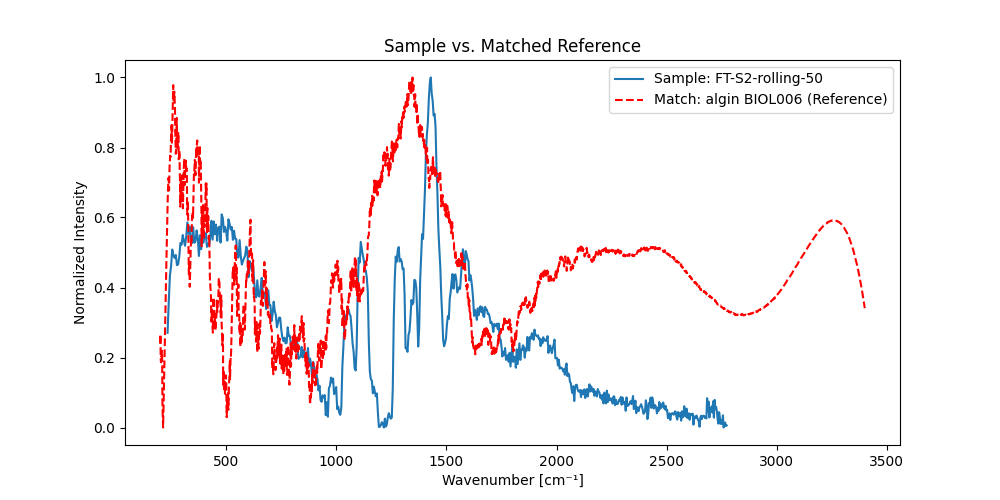 Sample vs. Matched Reference
Sample: FT-S2-rolling-50
Match: algin BIOL006 (Reference)
Normalized Intensity
1.0
0.8
0.6
0.4
0.2
0.0
500 1000 1500 2000 2500 3000 3500
Wavenumber [cm⁻¹]